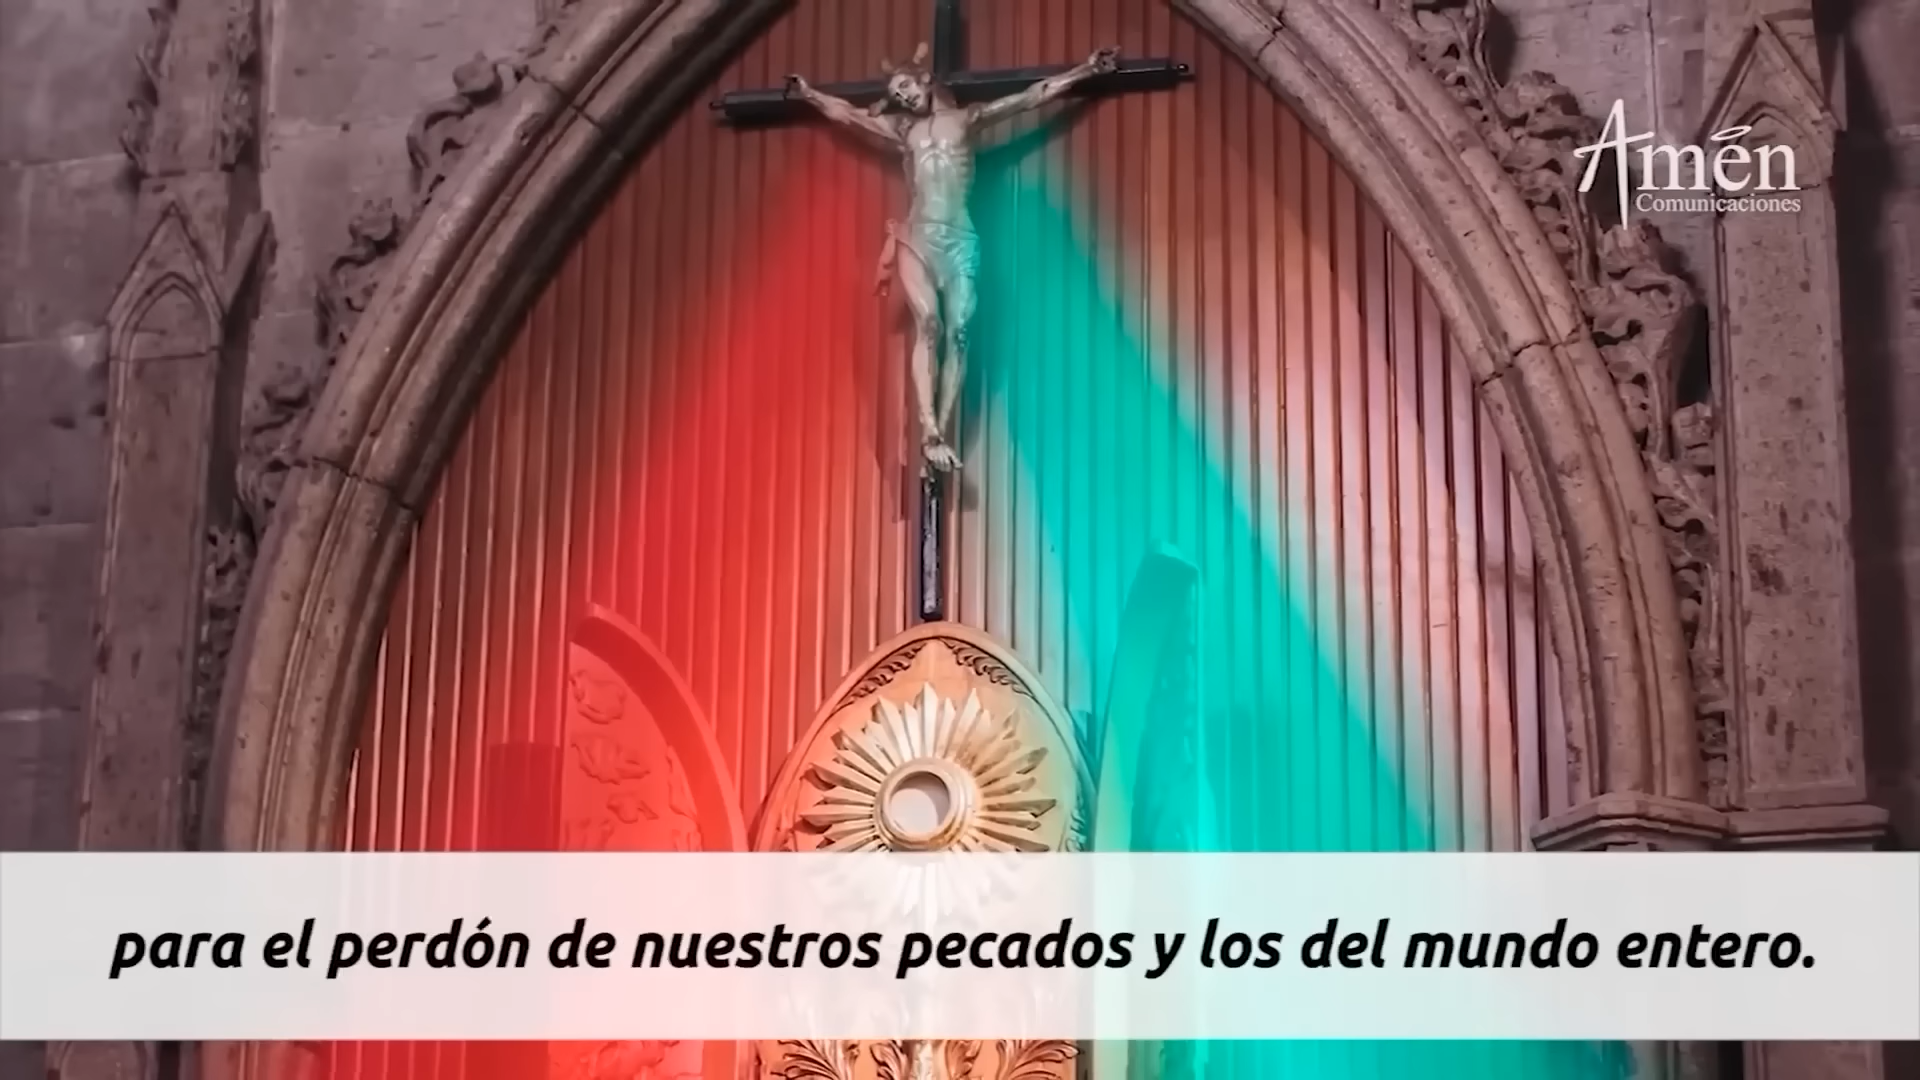 Amén
Comunicaciones
para el perdón de nuestros pecados y los del mundo entero.